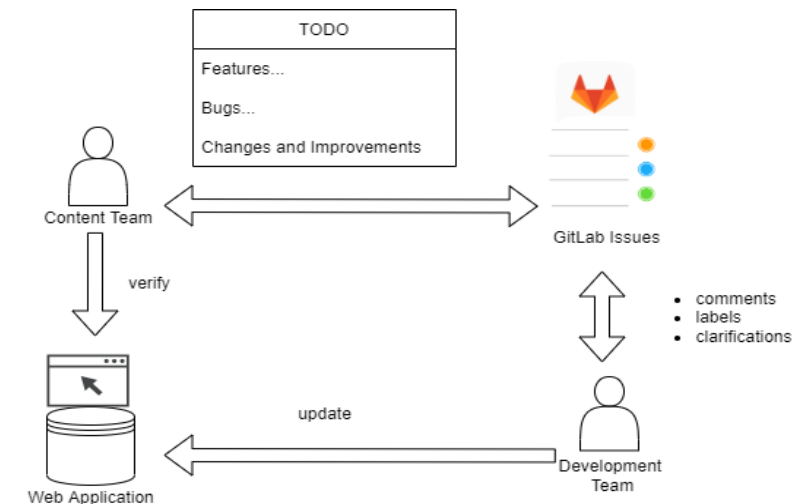 TODO
Features...
Bugs...
Changes and Improvements
Content Team
GitLab Issues
verify
comments
labels
clarifications
update
Development
Team
Web Application